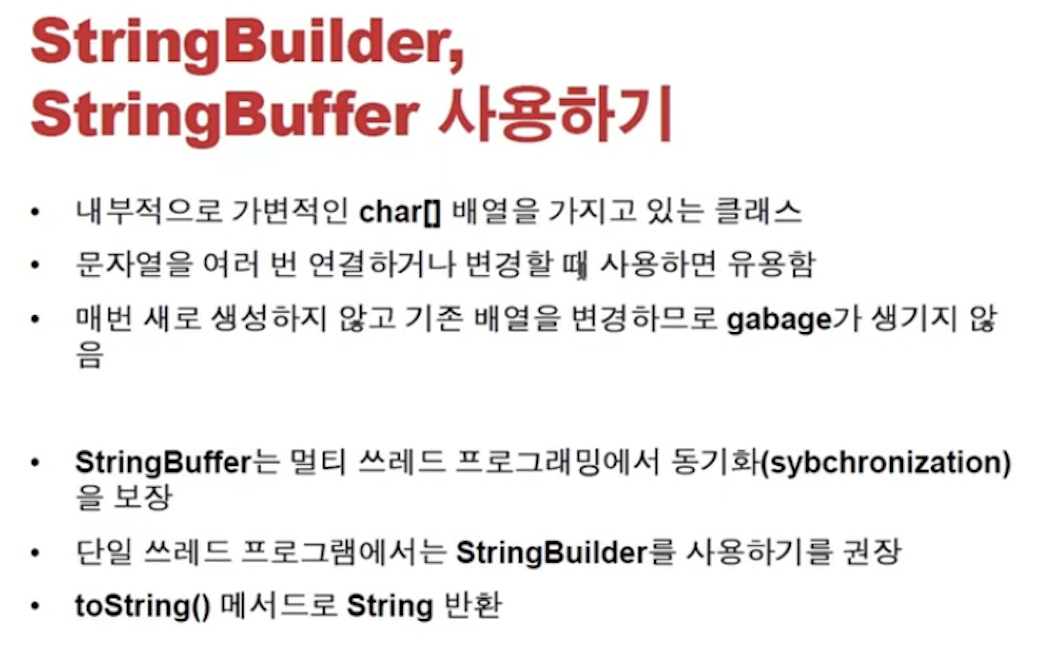 StringBuilder,
StringBuffer 사용하기
• 내부적으로 가변적인 char[] 배열을 가지고 있는 클래스
• 문자열을 여러 번 연결하거나 변경할 때 사용하면 유용함
• 매번 새로 생성하지 않고 기존 배열을 변경하므로 gabage가 생기지 않
음
• StringBuffer는 멀티 쓰레드 프로그래밍에서 동기화(sybchronization)
을 보장
• 단일 쓰레드 프로그램에서는 StringBuilder를 사용하기를 권장
• toString() 메서드로 String 반환